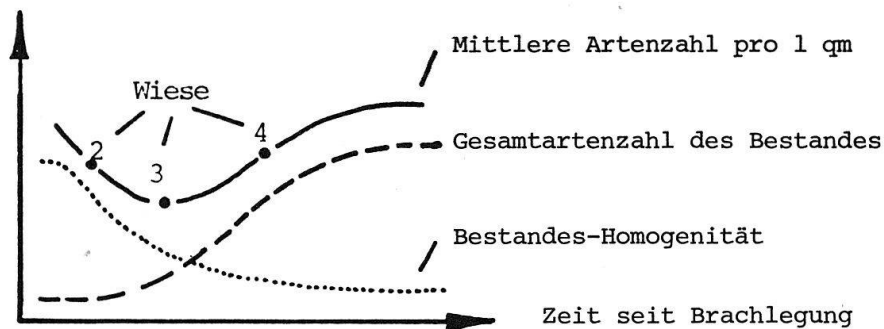 Mittlere Artenzahl pro 1 qm
Wiese
2
3
4
Gesamtartenzahl des Bestandes
Bestandes-Homogenität
Zeit seit Brachlegung